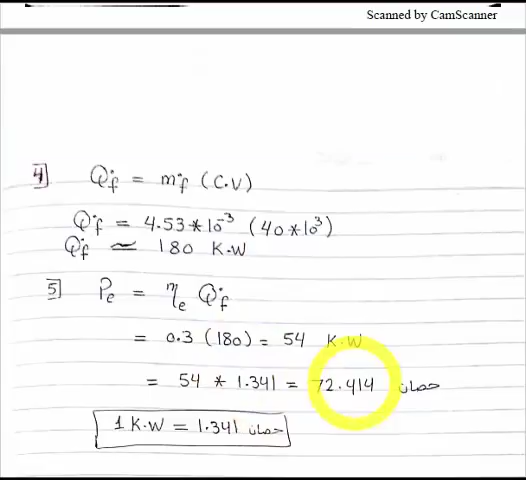 Scanned by CamScanner
4] Q̇f = ṁf (C.V)
Q̇f = 4.53 * 10⁻³ (40 * 10³)
Q̇f ≃ 180 K.W
5] Pe = ηe Q̇f
= 0.3 (180) = 54 K.W
= 54 * 1.341 = 72.414 حصان
1 K.W = 1.341 حصان